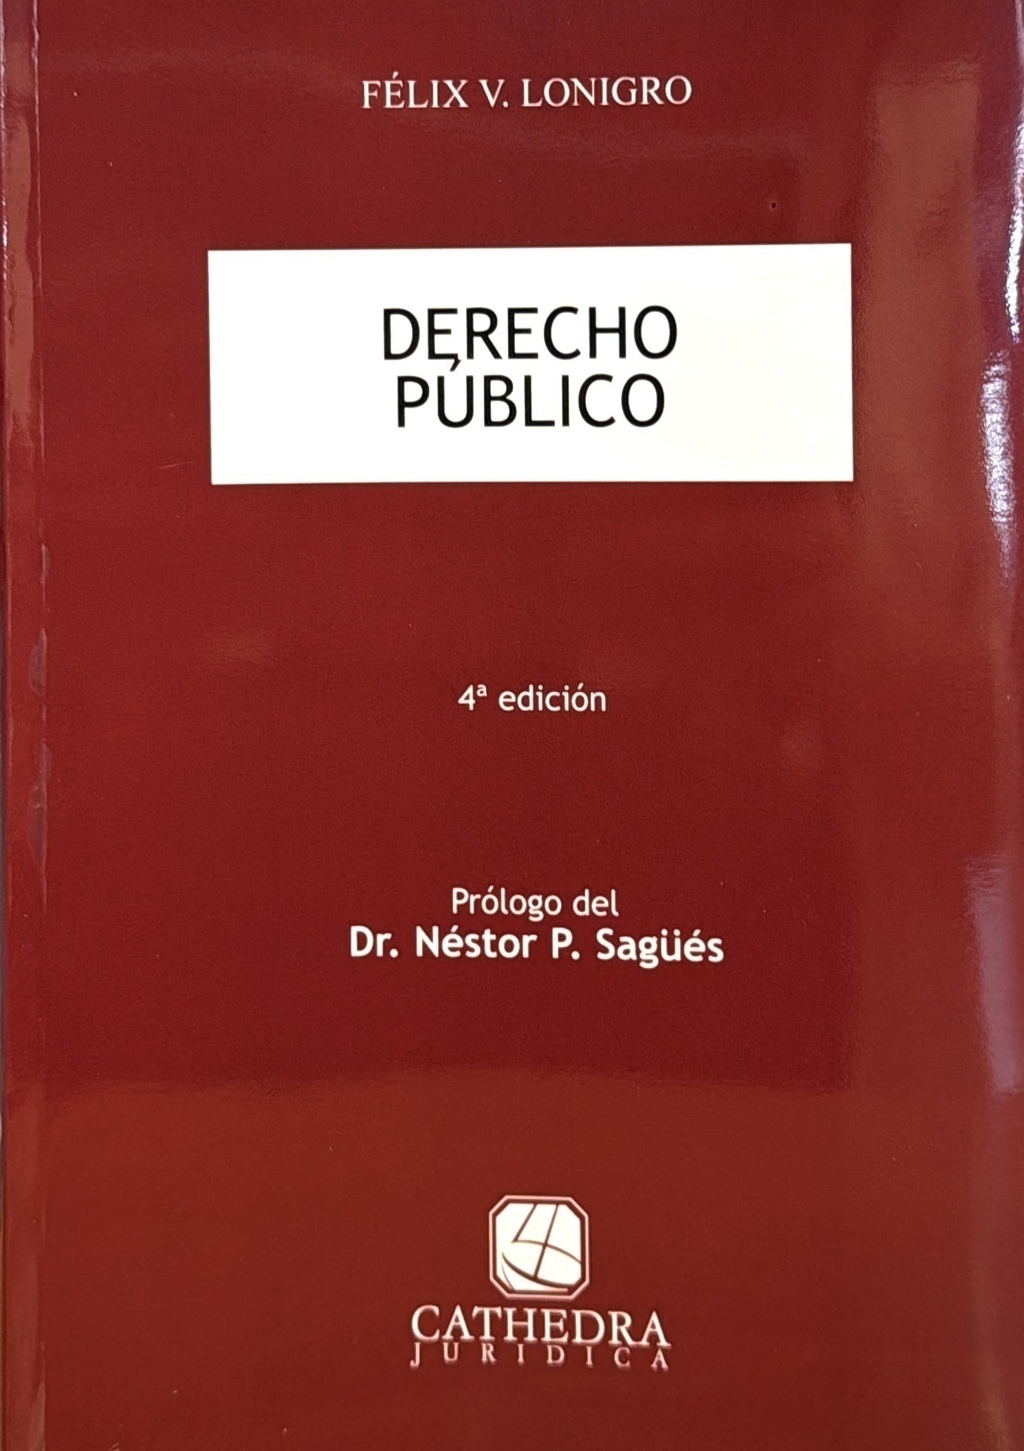 FÉLIX V. LONIGRO
DERECHO
PÚBLICO
4ª edición
Prólogo del
Dr. Néstor P. Sagüés
CATHEDRA
JURIDICA